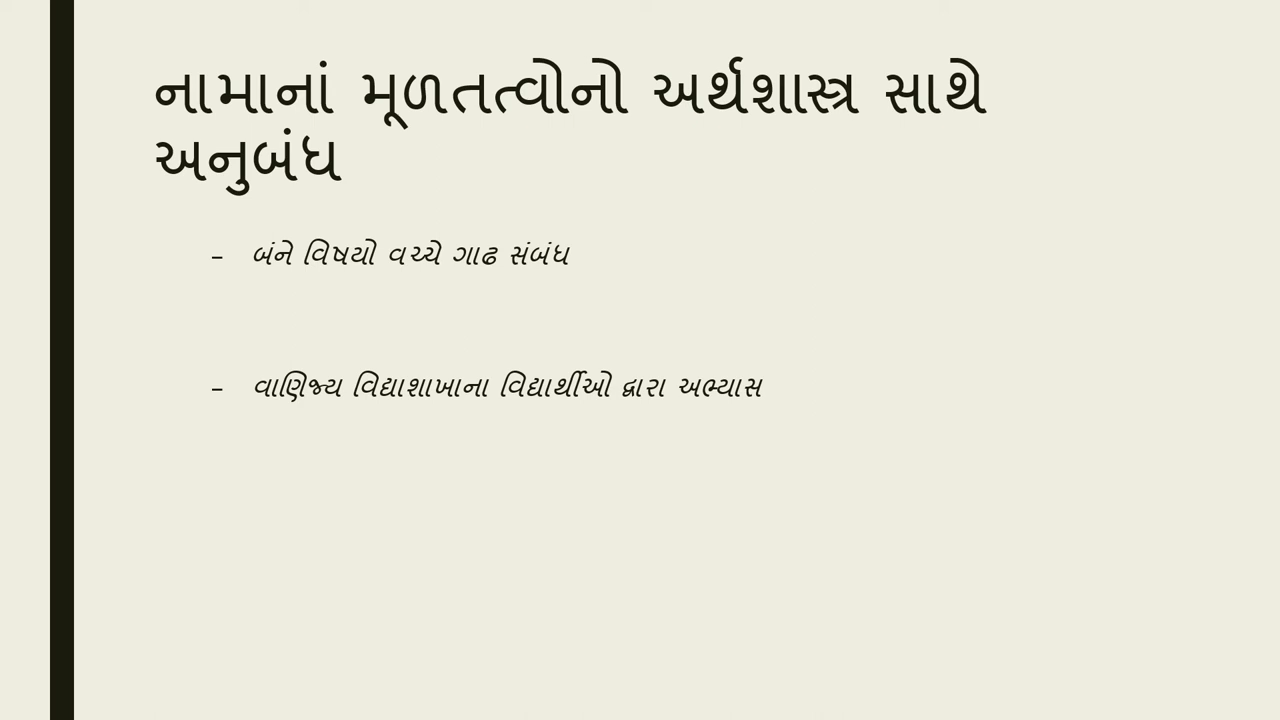 નામાનાં મૂળતત્વોનો અર્થશાસ્ત્ર સાથે
અનુબંધ
– બંને વિષયો વચ્ચે ગાઢ સંબંધ
– વાણિજ્ય વિદ્યાશાખાના વિદ્યાર્થીઓ દ્વારા અભ્યાસ